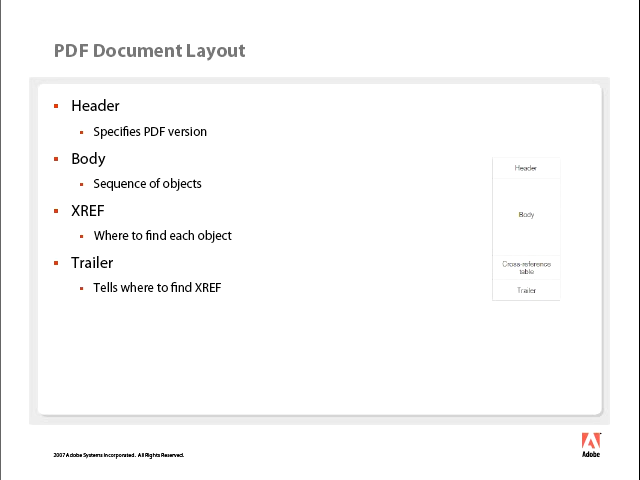 PDF Document Layout
Header
Specifies PDF version
Body
Sequence of objects
XREF
Where to find each object
Trailer
Tells where to find XREF
Header
Body
Cross-reference
table
Trailer
2007 Adobe Systems Incorporated. All Rights Reserved.
Adobe